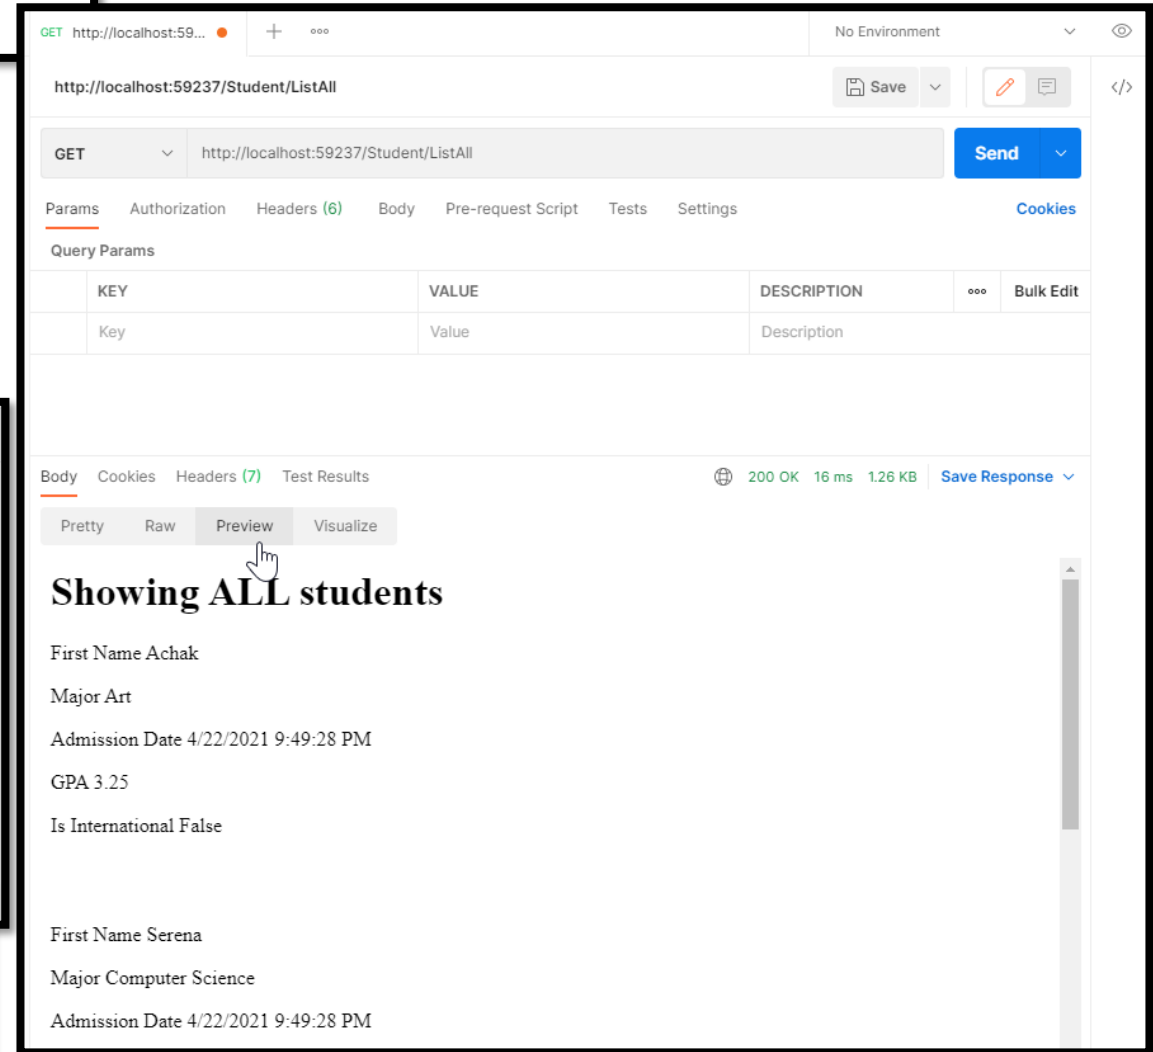 GET http://localhost:59...
No Environment
http://localhost:59237/Student/ListAll
Save
</>
GET http://localhost:59237/Student/ListAll Send
Params Authorization Headers (6) Body Pre-request Script Tests Settings Cookies
Query Params
KEY VALUE DESCRIPTION Bulk Edit
Key Value Description
Body Cookies Headers (7) Test Results 200 OK 16 ms 1.26 KB Save Response
Pretty Raw Preview Visualize
Showing ALL students
First Name Achak
Major Art
Admission Date 4/22/2021 9:49:28 PM
GPA 3.25
Is International False
First Name Serena
Major Computer Science
Admission Date 4/22/2021 9:49:28 PM